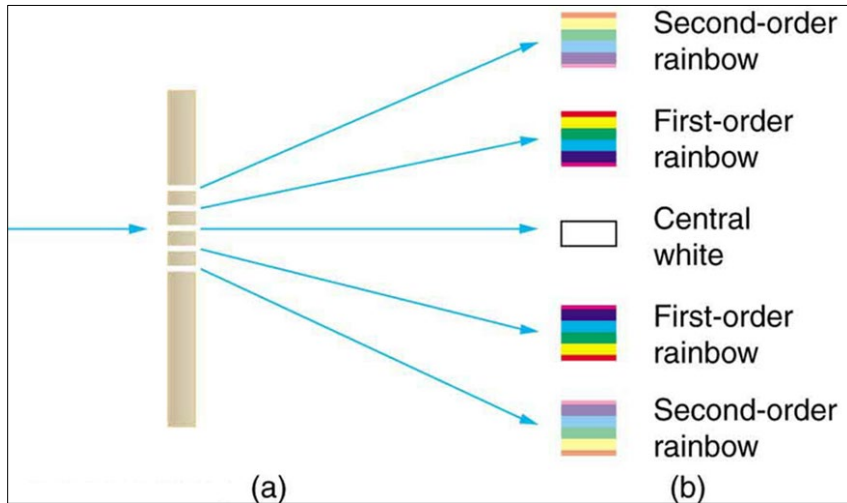 Second-order
rainbow
First-order
rainbow
Central
white
First-order
rainbow
Second-order
rainbow
(a)
(b)